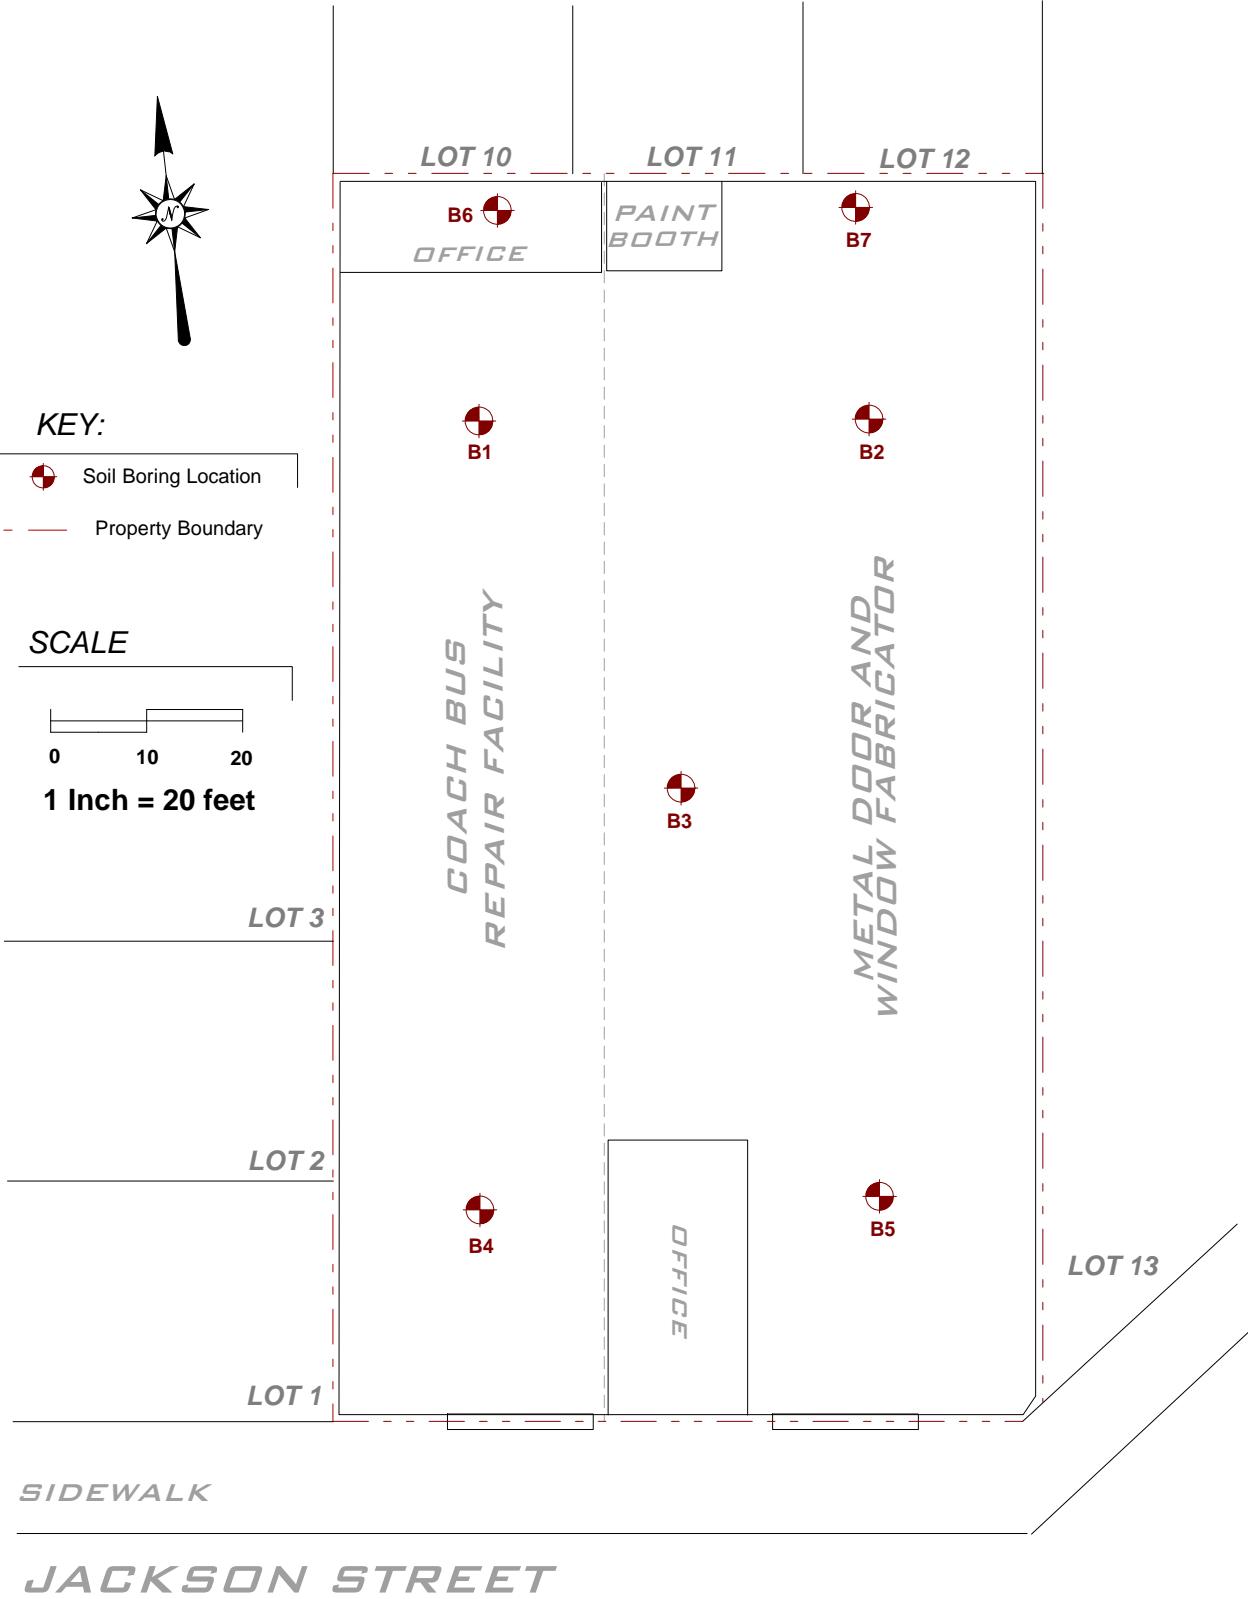 LOT 10
LOT 11
LOT 12
B6
OFFICE
PAINT
BOOTH
B7
N
KEY:
Soil Boring Location
Property Boundary
B1
B2
SCALE
0 10 20
1 Inch = 20 feet
COACH BUS
REPAIR FACILITY
METAL DOOR AND
WINDOW FABRICATOR
B3
LOT 3
LOT 2
B4
OFFICE
B5
LOT 13
LOT 1
SIDEWALK
JACKSON STREET